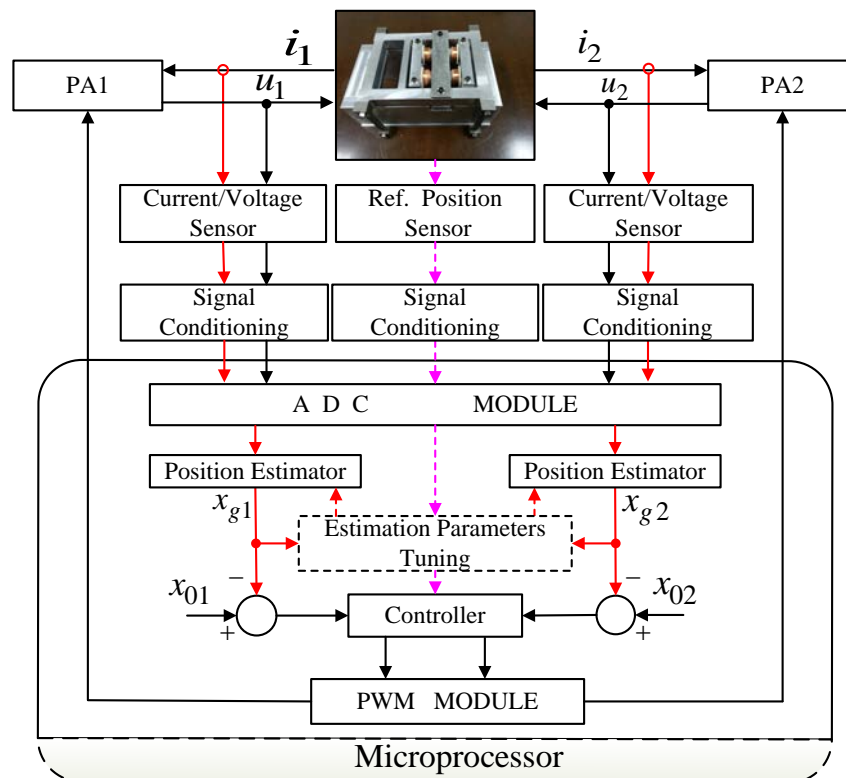 i1
i2
PA1
u1
u2
PA2
Current/Voltage
Sensor
Ref. Position
Sensor
Current/Voltage
Sensor
Signal
Conditioning
Signal
Conditioning
Signal
Conditioning
A D C MODULE
Position Estimator
Position Estimator
xg1
xg2
Estimation Parameters
Tuning
−
−
x01
x02
+
+
Controller
PWM MODULE
Microprocessor